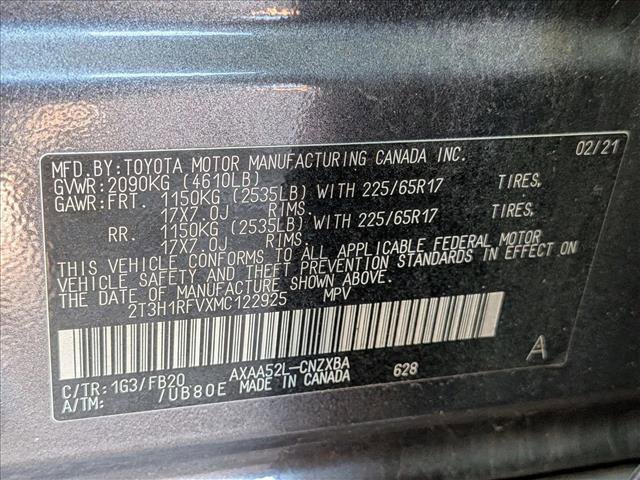 MFD.BY:TOYOTA MOTOR MANUFACTURING CANADA INC. 02/21
GVWR:2090KG (4610LB)
GAWR:FRT. 1150KG (2535LB) WITH 225/65R17 TIRES,
17X7.0J RIMS.
RR. 1150KG (2535LB) WITH 225/65R17 TIRES,
17X7.0J RIMS.
THIS VEHICLE CONFORMS TO ALL APPLICABLE FEDERAL MOTOR
VEHICLE SAFETY AND THEFT PREVENTION STANDARDS IN EFFECT ON
THE DATE OF MANUFACTURE SHOWN ABOVE.
2T3H1RFVXMC122925 MPV
A
C/TR:1G3/FB20 AXAA52L-CNZXBA 628
A/TM: /UB80E MADE IN CANADA